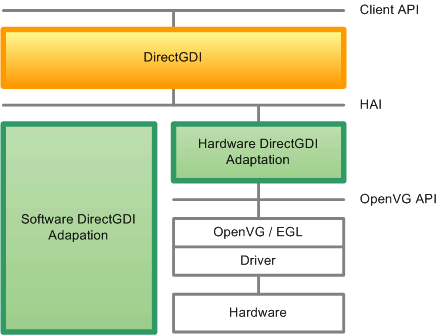 Client API
DirectGDI
HAI
Hardware DirectGDI
Adaptation
OpenVG API
Software DirectGDI
Adapation
OpenVG / EGL
Driver
Hardware